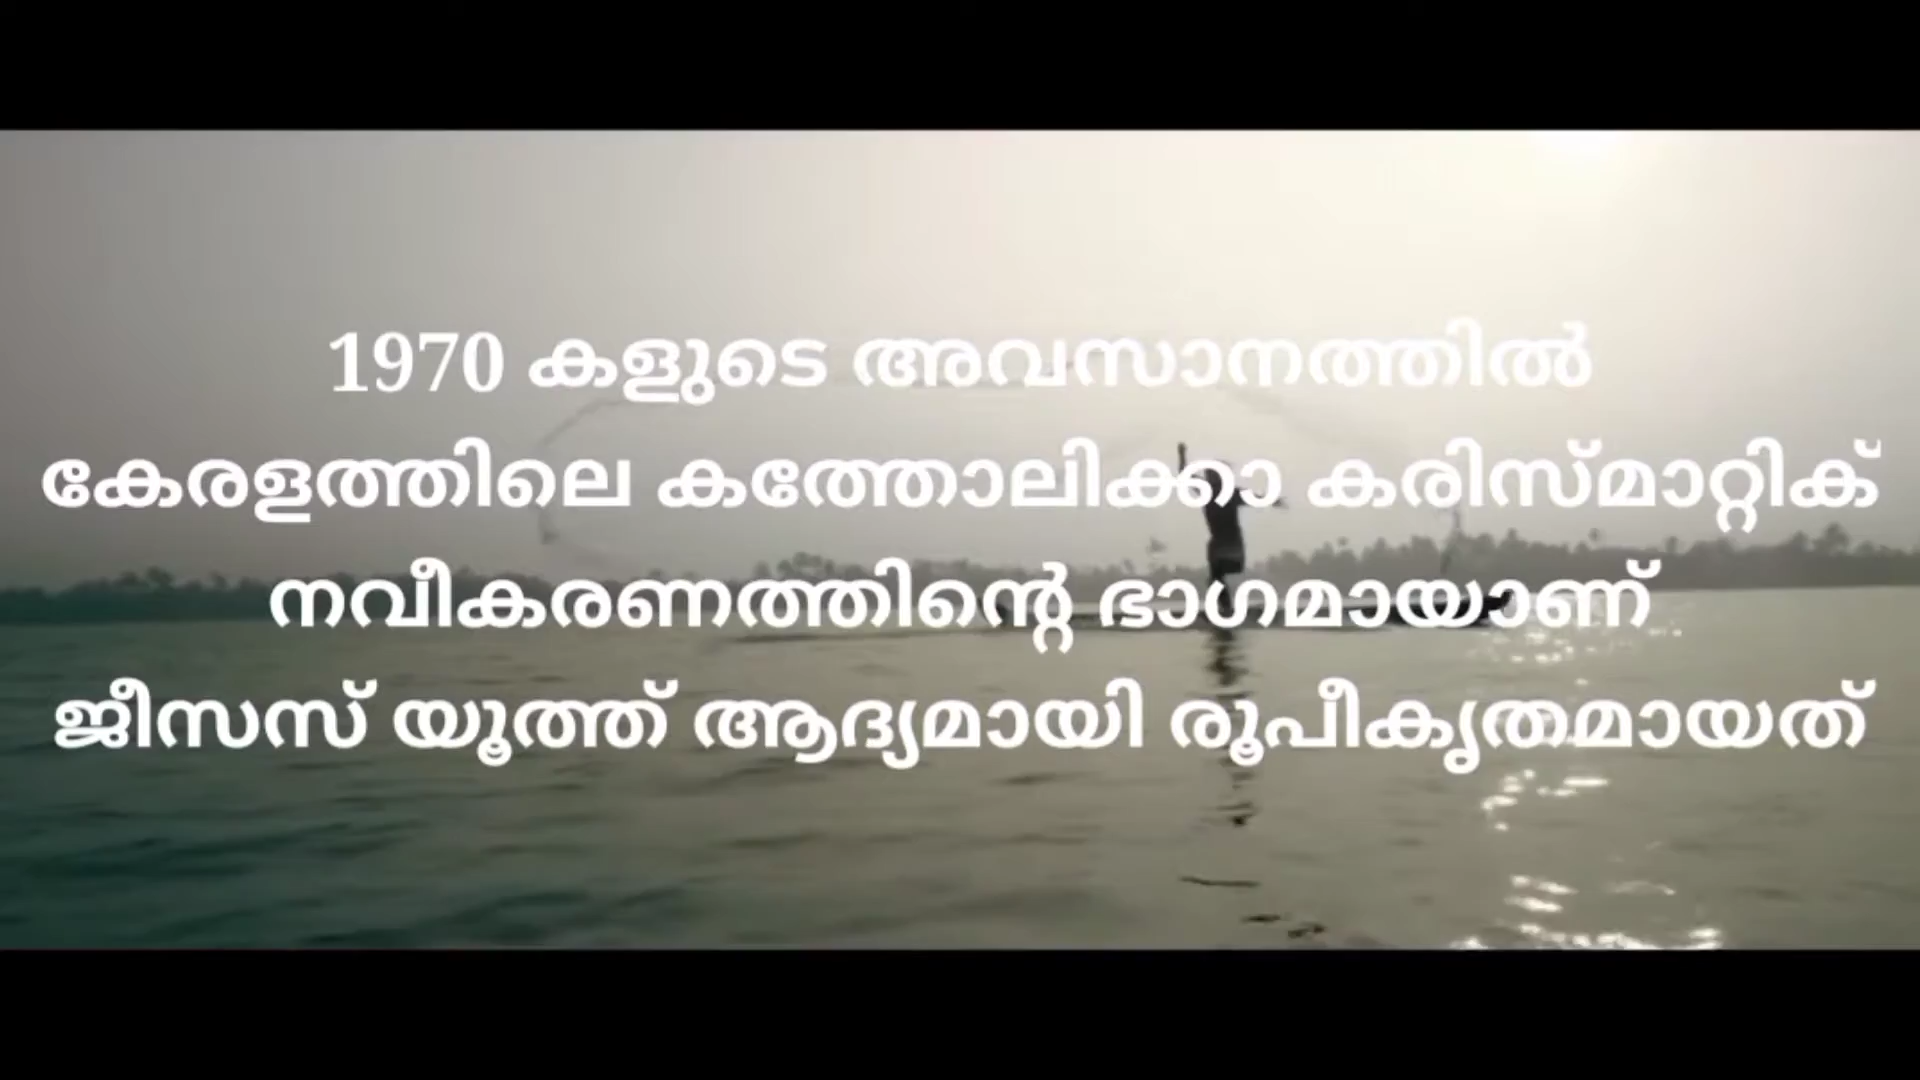 1970 കളുടെ അവസാനത്തിൽ
കേരളത്തിലെ കത്തോലിക്കാ കരിസ്മാറ്റിക്
നവീകരണത്തിന്റെ ഭാഗമായാണ്
ജീസസ് യൂത്ത് ആദ്യമായി രൂപീകൃതമായത്